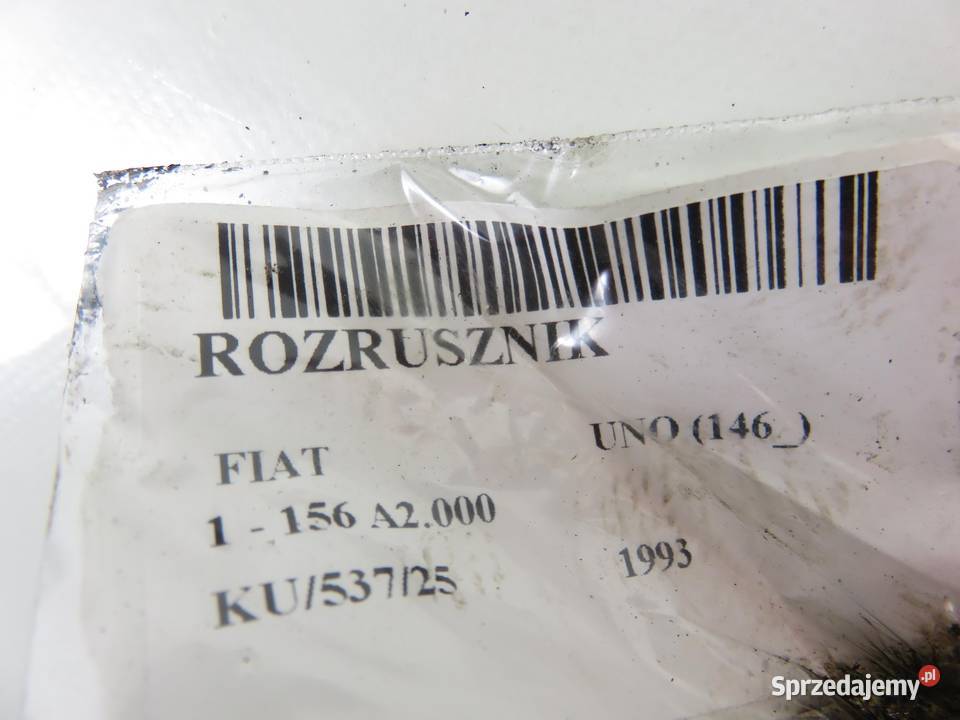 ROZRUSZNIK
FIAT UNO (146_)
1 - 156 A2.000
KU/537/25 1993
Sprzedajemy.pl